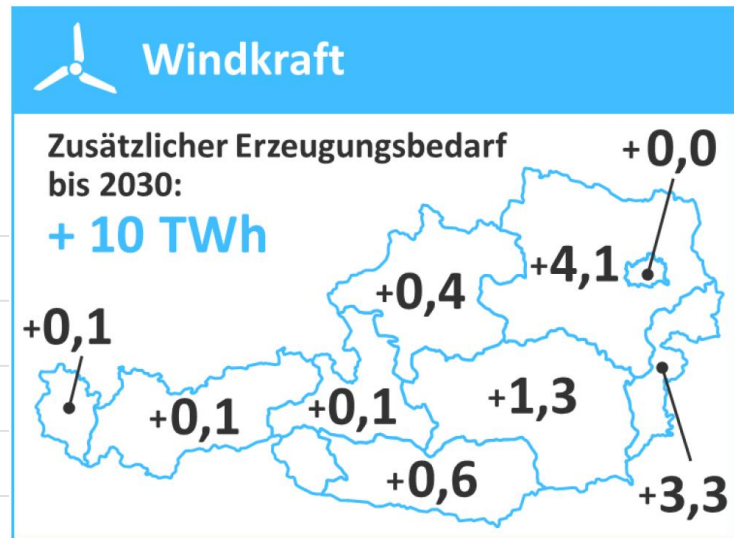 Windkraft
Zusätzlicher Erzeugungsbedarf
bis 2030:
+ 10 TWh
+0,0
+4,1
+0,4
+0,1
+0,1
+0,1
+1,3
+0,6
+3,3